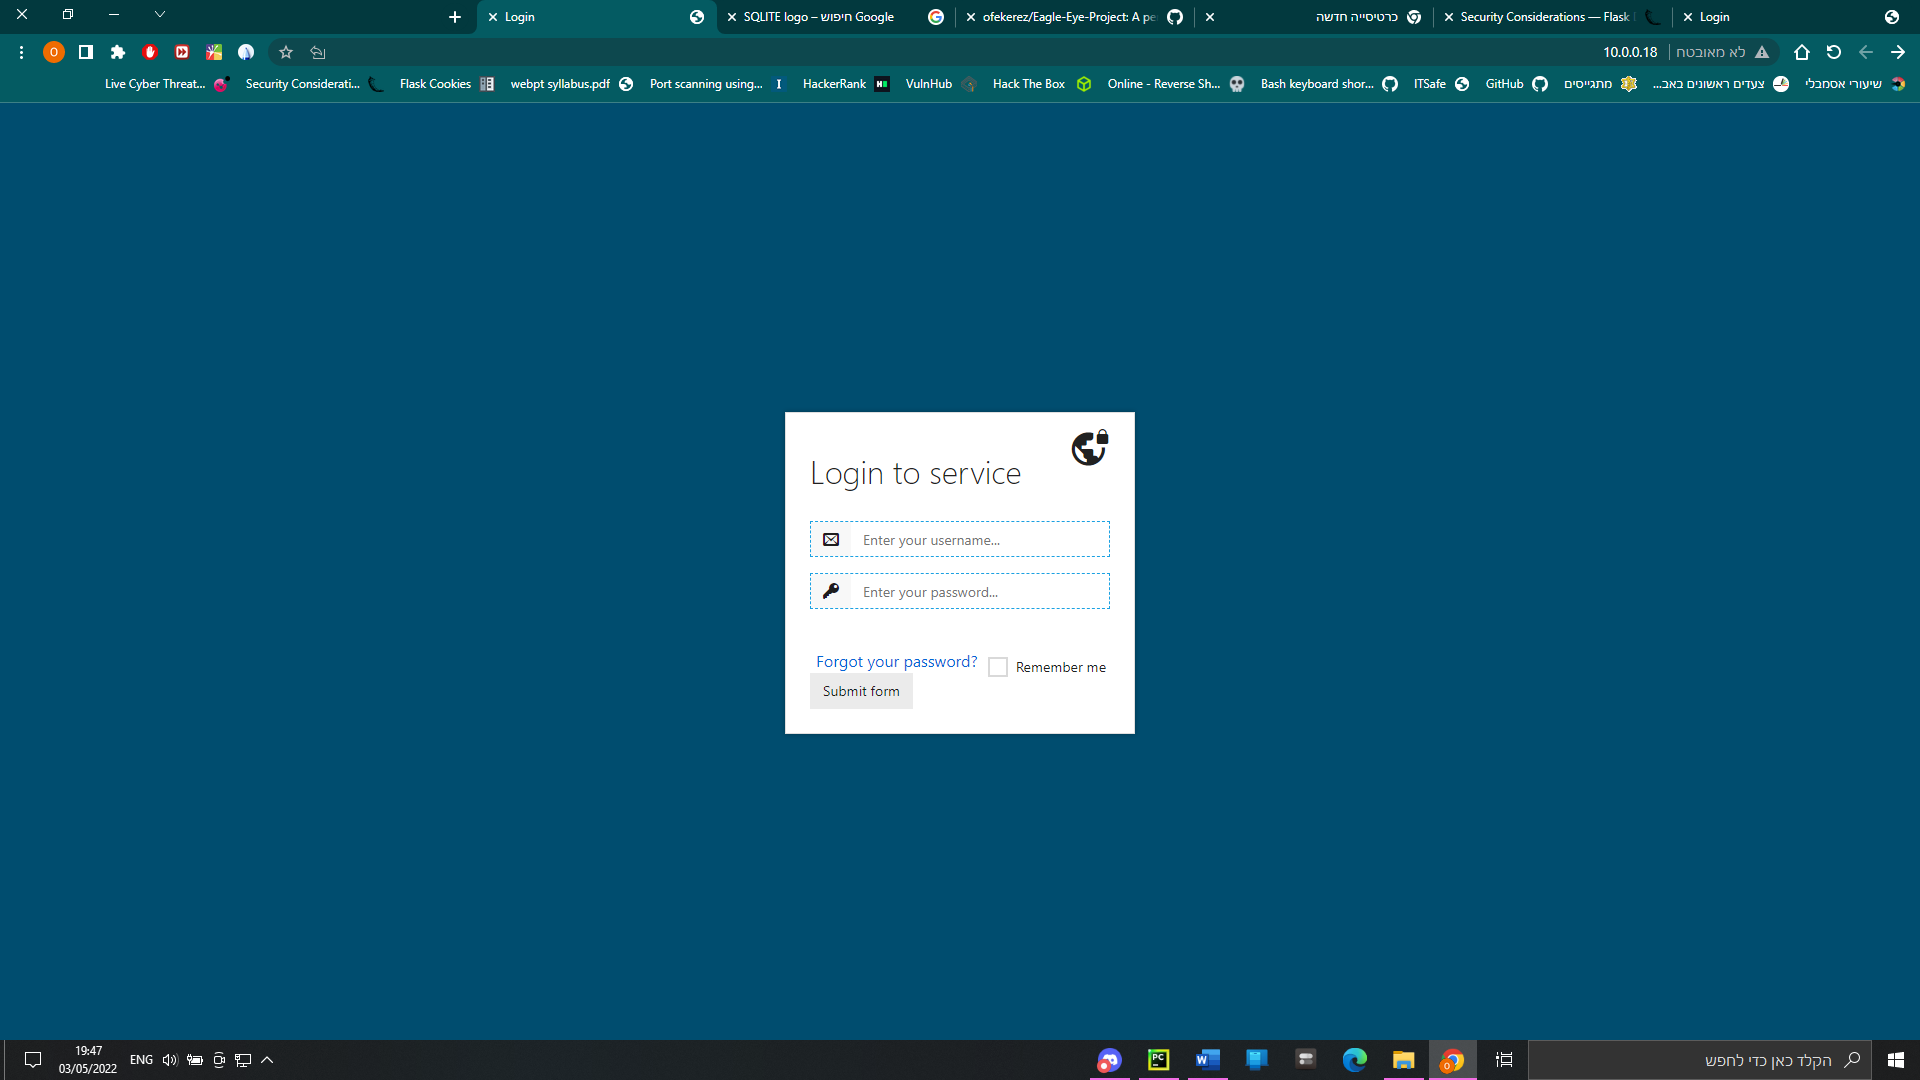 Login
SQLITE logo – חיפוש Google
ofekerez/Eagle-Eye-Project: A pe
כרטיסייה חדשה
Security Considerations — Flask
Login
O
10.0.0.18
לא מאובטח
Live Cyber Threat...
Security Considerati...
Flask Cookies
webpt syllabus.pdf
Port scanning using...
HackerRank
VulnHub
Hack The Box
Online - Reverse Sh...
Bash keyboard shor...
ITSafe
GitHub
מתגייסים
צעדים ראשונים באב...
שיעורי אסמבלי
Login to service
Enter your username...
Enter your password...
Forgot your password?
Remember me
Submit form
19:47
03/05/2022
ENG
הקלד כאן כדי לחפש